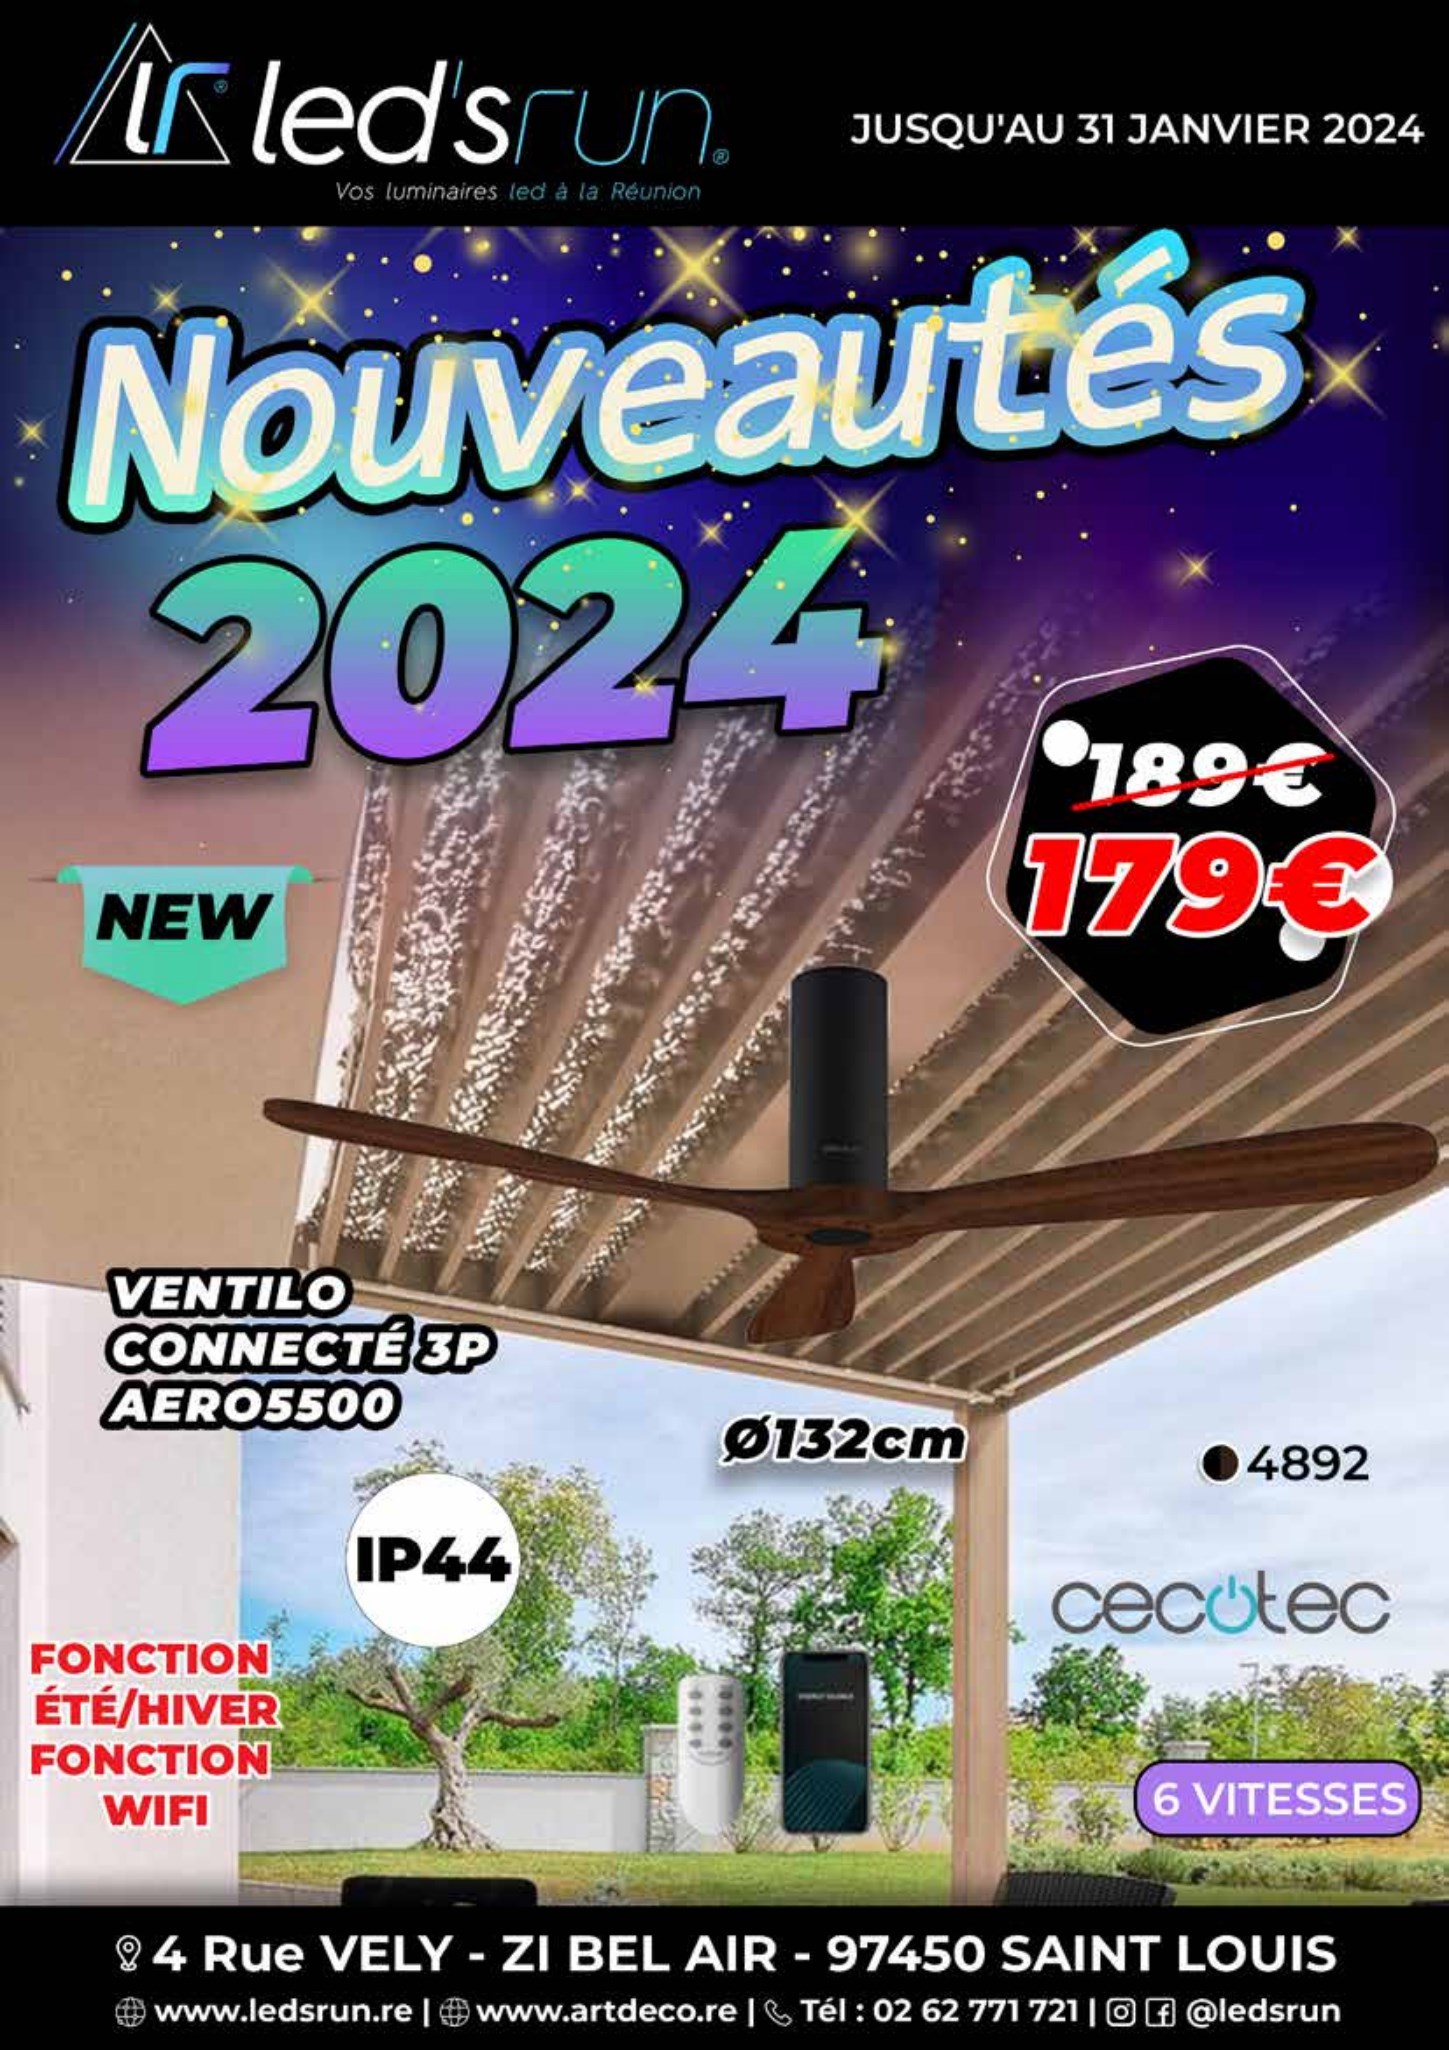 lr® led'srun®
Vos luminaires led à la Réunion
JUSQU'AU 31 JANVIER 2024
Nouveautés
2024
189€
179€
NEW
VENTILO
CONNECTÉ 3P
AERO5500
Ø132cm
4892
IP44
cecotec
FONCTION
ÉTÉ/HIVER
FONCTION
WIFI
6 VITESSES
4 Rue VELY - ZI BEL AIR - 97450 SAINT LOUIS
www.ledsrun.re | www.artdeco.re | Tél : 02 62 771 721 | @ledsrun